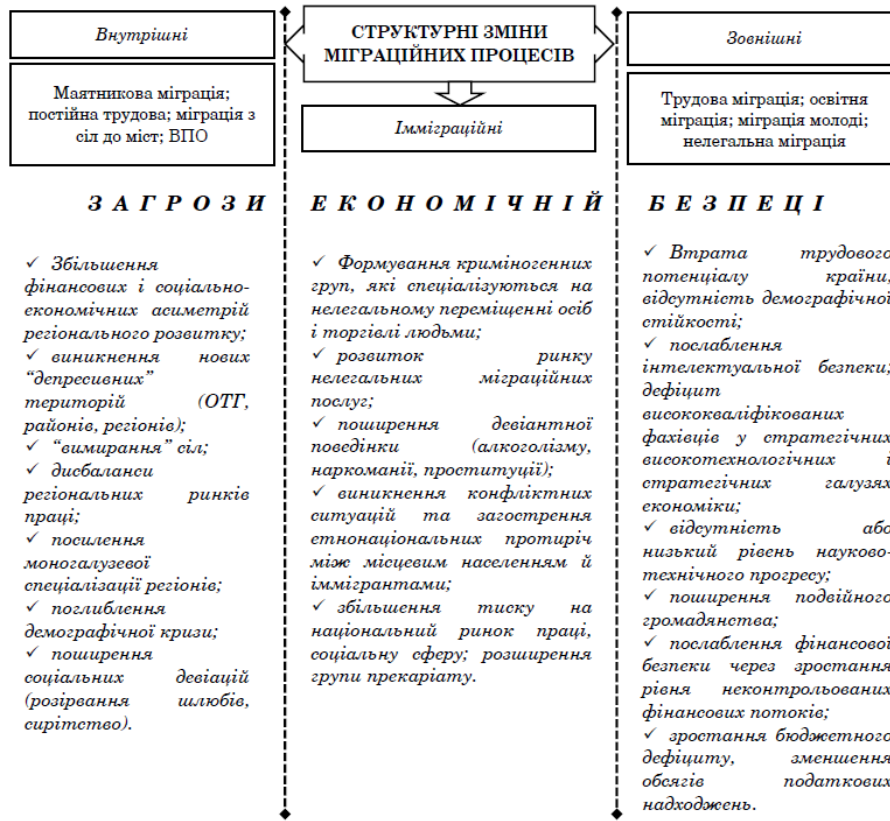 СТРУКТУРНІ ЗМІНИ
МІГРАЦІЙНИХ ПРОЦЕСІВ
Внутрішні
Маятникова міграція;
постійна трудова; міграція з
сіл до міст; ВПО
Імміграційні
Зовнішні
Трудова міграція; освітня
міграція; міграція молоді;
нелегальна міграція
ЗАГРОЗИ ЕКОНОМІЧНІЙ БЕЗПЕЦІ
✓ Збільшення
фінансових і соціально-
економічних асиметрій
регіонального розвитку;
✓ виникнення нових
“депресивних”
територій (ОТГ,
районів, регіонів);
✓ “вимирання” сіл;
✓ дисбаланси
регіональних ринків
праці;
✓ посилення
моногалузевої
спеціалізації регіонів;
✓ поглиблення
демографічної кризи;
✓ поширення
соціальних девіацій
(розірвання шлюбів,
сирітство).
✓ Формування криміногенних
груп, які спеціалізуються на
нелегальному переміщенні осіб
і торгівлі людьми;
✓ розвиток ринку
нелегальних міграційних
послуг;
✓ поширення девіантної
поведінки (алкоголізму,
наркоманії, проституції);
✓ виникнення конфліктних
ситуацій та загострення
етнонаціональних протиріч
між місцевим населенням й
іммігрантами;
✓ збільшення тиску на
національний ринок праці,
соціальну сферу; розширення
групи прекаріату.
✓ Втрата трудового
потенціалу країни,
відсутність демографічної
стійкості;
✓ послаблення
інтелектуальної безпеки;
дефіцит
висококваліфікованих
фахівців у стратегічних
високотехнологічних і
стратегічних галузях
економіки;
✓ відсутність або
низький рівень науково-
технічного прогресу;
✓ поширення подвійного
громадянства;
✓ послаблення фінансової
безпеки через зростання
рівня неконтрольованих
фінансових потоків;
✓ зростання бюджетного
дефіциту, зменшення
обсягів податкових
надходжень.